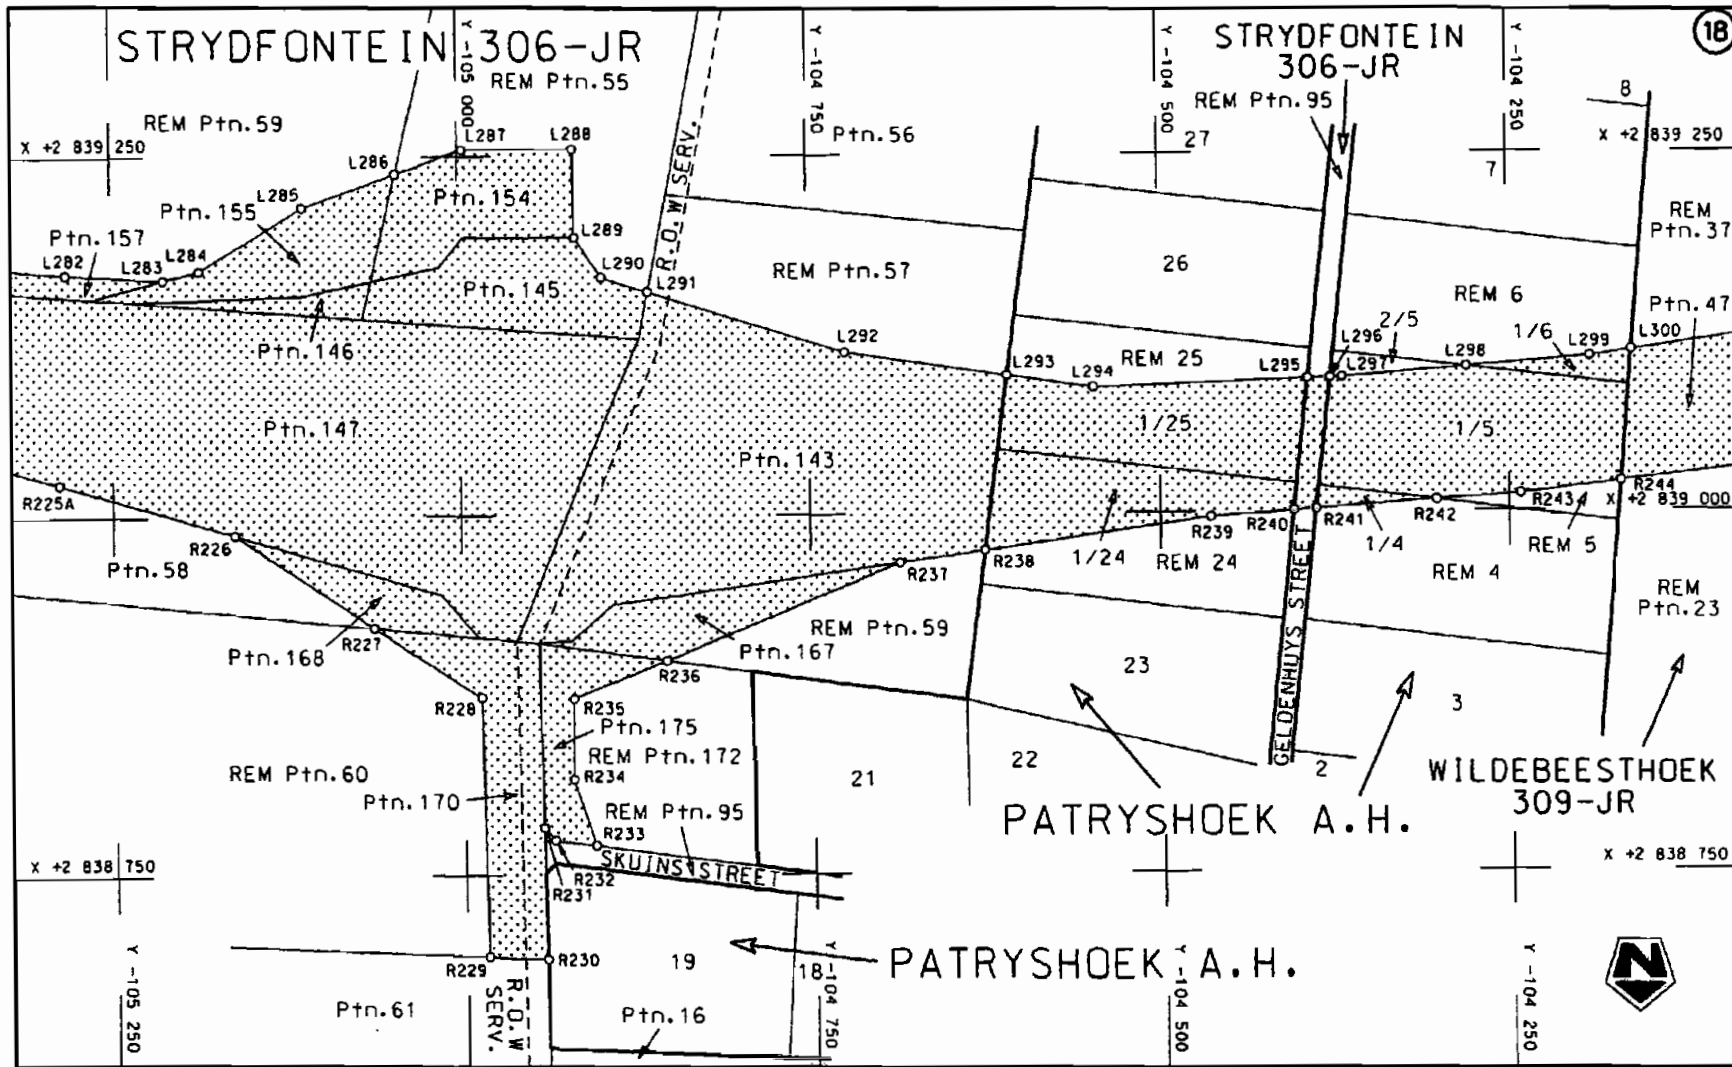 STRYDFONTEIN 306-JR
STRYDFONTEIN
306-JR
18
Y -105 000
Y -104 750
Y -104 500
Y -104 250
REM Ptn.55
REM Ptn.59
Ptn.56
REM Ptn.95
27
8
7
X +2 839 250
X +2 839 250
L287
L288
L286
L285
Ptn.154
Ptn.155
R.O.W SERV.
Ptn.157
L282
L283
L284
L289
L290
L291
Ptn.145
Ptn.146
REM Ptn.57
26
REM
Ptn.37
REM 6
Ptn.47
2/5
1/6
L292
L293
L294
REM 25
L295
L296
L297
L298
L299
L300
Ptn.147
Ptn.143
1/25
1/5
R225A
R226
Ptn.58
R227
Ptn.168
R237
R238
1/24
R239
REM 24
R240
R241
1/4
R242
R243
R244
X +2 839 000
REM 5
REM 4
REM
Ptn.23
REM Ptn.59
Ptn.167
R236
R228
R235
Ptn.175
REM Ptn.172
R234
REM Ptn.60
Ptn.170
REM Ptn.95
R233
SKUINS STREET
R232
R231
23
22
21
3
2
GELDENHUYS STREET
PATRYSHOEK A.H.
WILDEBEESTHOEK
309-JR
X +2 838 750
X +2 838 750
R229
R230
19
18
PATRYSHOEK A.H.
N
Ptn.61
R.O.W
SERV.
Ptn.16
Y -105 250
Y -104 750
Y -104 500
Y -104 250